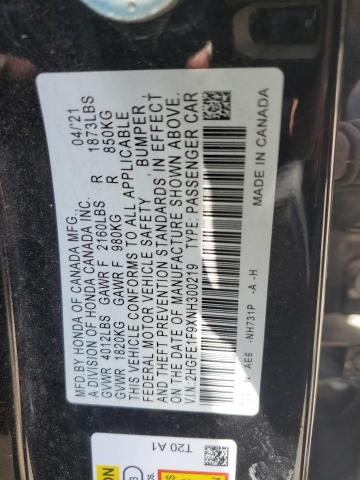 MFD.BY HONDA OF CANADA MFG. 04/21
A DIVISION OF HONDA CANADA INC.
GVWR 4012LBS GAWR F 2160LBS R 1873LBS
GVWR 1820KG GAWR F 980KG R 850KG
THIS VEHICLE CONFORMS TO ALL APPLICABLE
FEDERAL MOTOR VEHICLE SAFETY, BUMPER,
AND THEFT PREVENTION STANDARDS IN EFFECT
ON THE DATE OF MANUFACTURE SHOWN ABOVE.
V.I.N: 2HGFE1F9XNH300219 TYPE: PASSENGER CAR
AE6 -NH731P -A -H MADE IN CANADA
T20 A1